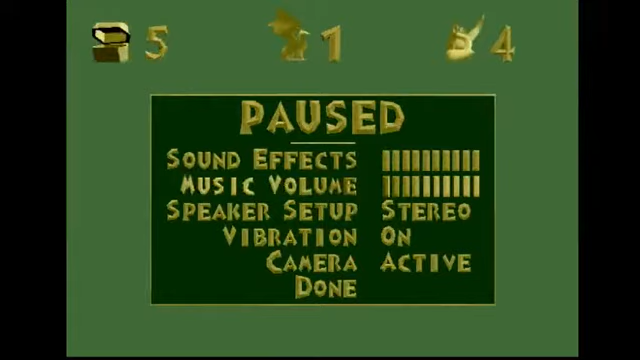 5 1 4
PAUSED
SOUND EFFECTS
MUSIC VOLUME
SPEAKER SETUP STEREO
VIBRATION ON
CAMERA ACTIVE
DONE